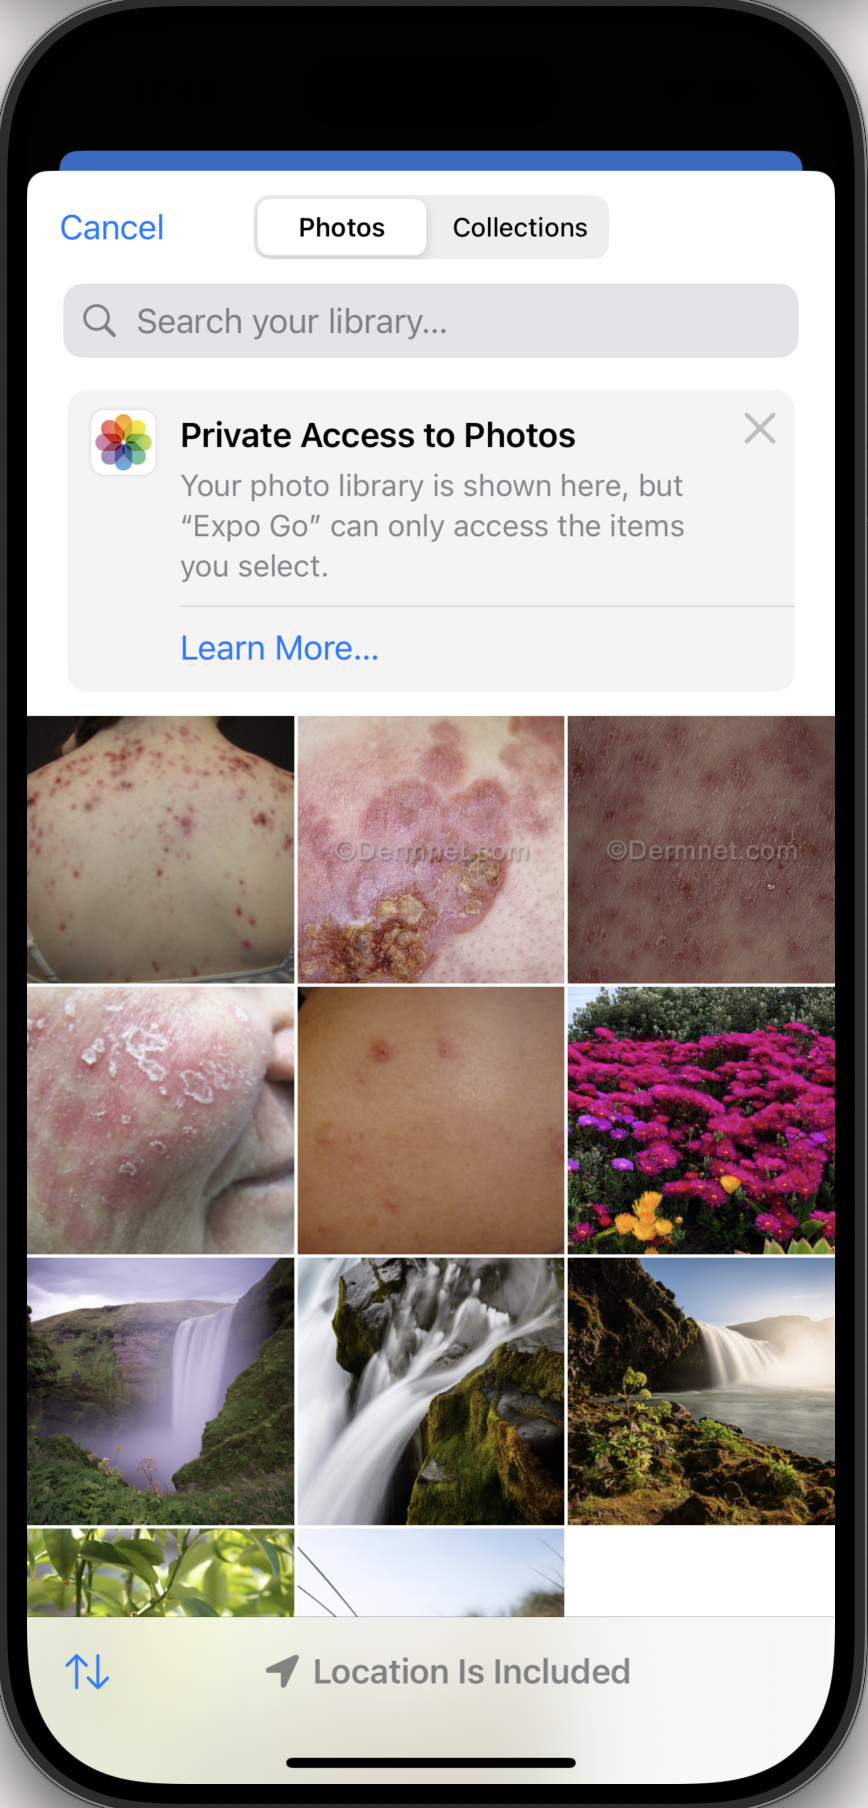 Cancel
Photos
Collections
Search your library...
Private Access to Photos
Your photo library is shown here, but
“Expo Go” can only access the items
you select.
Learn More...
©Dermnet.com
©Dermnet.com
Location Is Included